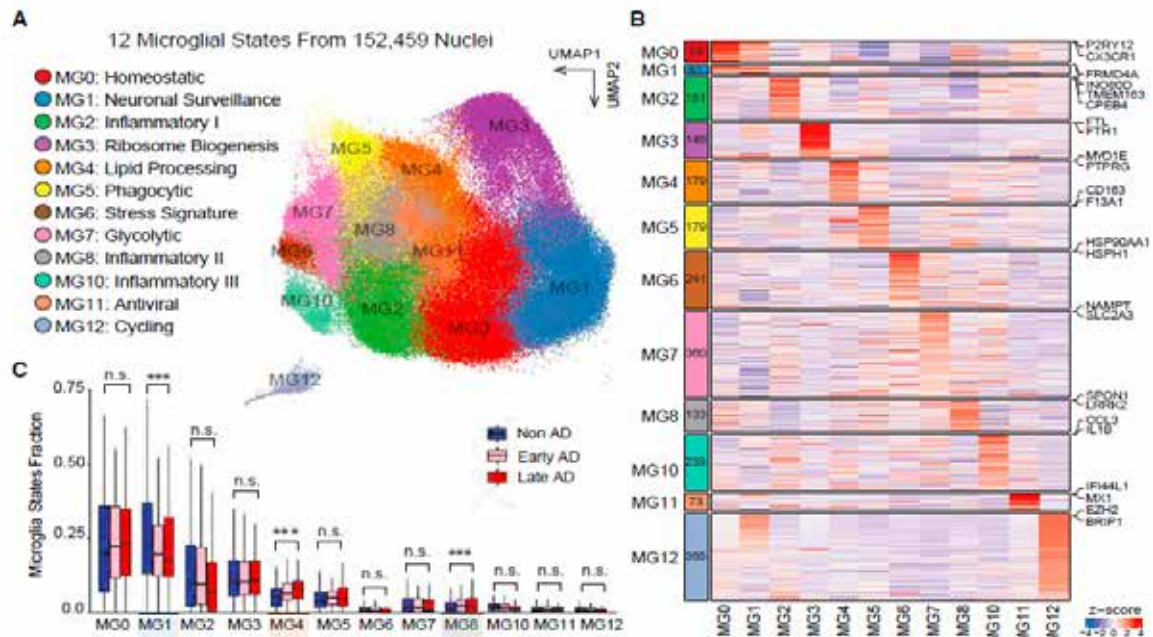 A
12 Microglial States From 152,459 Nuclei
UMAP1
UMAP2
MG0: Homeostatic
MG1: Neuronal Surveillance
MG2: Inflammatory I
MG3: Ribosome Biogenesis
MG4: Lipid Processing
MG5: Phagocytic
MG6: Stress Signature
MG7: Glycolytic
MG8: Inflammatory II
MG10: Inflammatory III
MG11: Antiviral
MG12: Cycling
MG3
MG5
MG4
MG7
MG8
MG6
MG11
MG1
MG10
MG2
MG0
MG12
B
MG0
MG1
MG2
181
MG3
MG4
179
MG5
179
MG6
241
MG7
360
MG8
MG10
MG11
73
MG12
P2RY12
CX3CR1
FRMD4A
INO80D
TMEM163
CPEB4
FTL
FTH1
MYO1E
PTPRG
CD163
F13A1
HSP90AA1
HSPH1
NAMPT
SLC2A3
SPON1
LRRK2
CCL3
IL1B
IFI44L1
MX1
EZH2
BRIP1
MG0 MG1 MG2 MG3 MG4 MG5 MG6 MG7 MG8 MG10 MG11 MG12
z-score
C
Microglia States Fraction
0.75
0.50
0.25
0.0
n.s. *** n.s. n.s. *** n.s. n.s. n.s. *** n.s. n.s. n.s.
Non AD
Early AD
Late AD
MG0 MG1 MG2 MG3 MG4 MG5 MG6 MG7 MG8 MG10 MG11 MG12